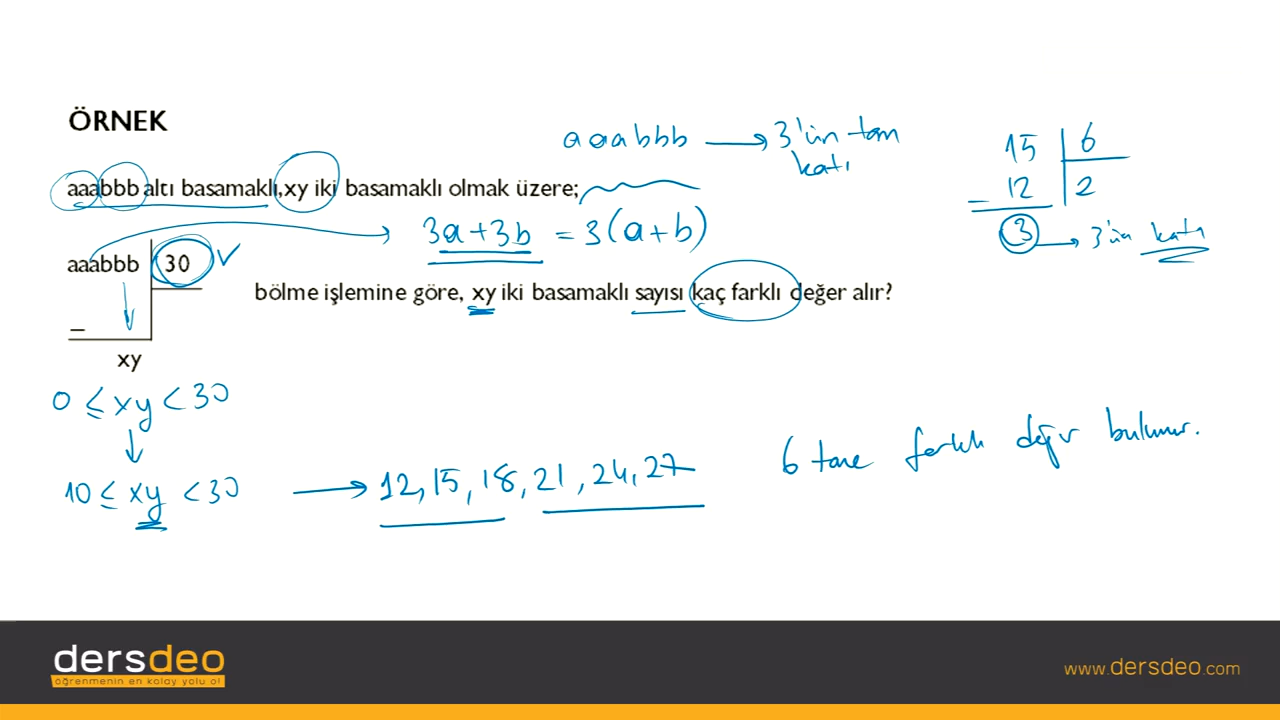 ÖRNEK
aaabbb → 3'ün tam katı
15 6
aaabbb altı basamaklı,xy iki basamaklı olmak üzere;
- 12 2
3a+3b = 3(a+b)
3 → 3'ün katı
aaabbb 30
bölme işlemine göre, xy iki basamaklı sayısı kaç farklı değer alır?
-
xy
0 ≤ xy < 30
6 tane farklı değer bulunur.
10 ≤ xy < 30 → 12, 15, 18, 21, 24, 27
dersdeo
öğrenmenin en kolay yolu o!
www.dersdeo.com